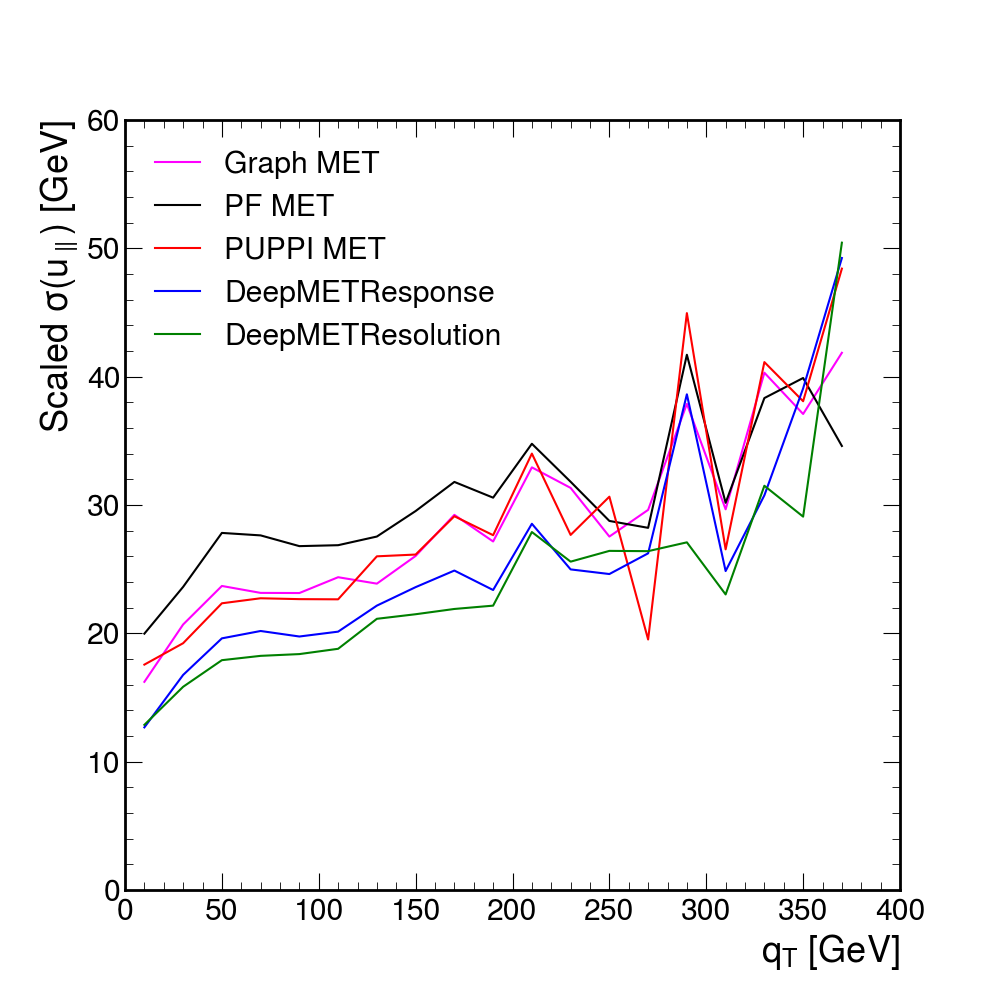 Scaled σ(u∥) [GeV]
60
50
40
30
20
10
0
Graph MET
PF MET
PUPPI MET
DeepMETResponse
DeepMETResolution
0 50 100 150 200 250 300 350 400
qT [GeV]